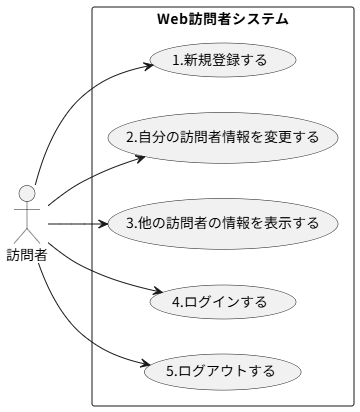 Web訪問者システム
1.新規登録する
2.自分の訪問者情報を変更する
3.他の訪問者の情報を表示する
訪問者
4.ログインする
5.ログアウトする